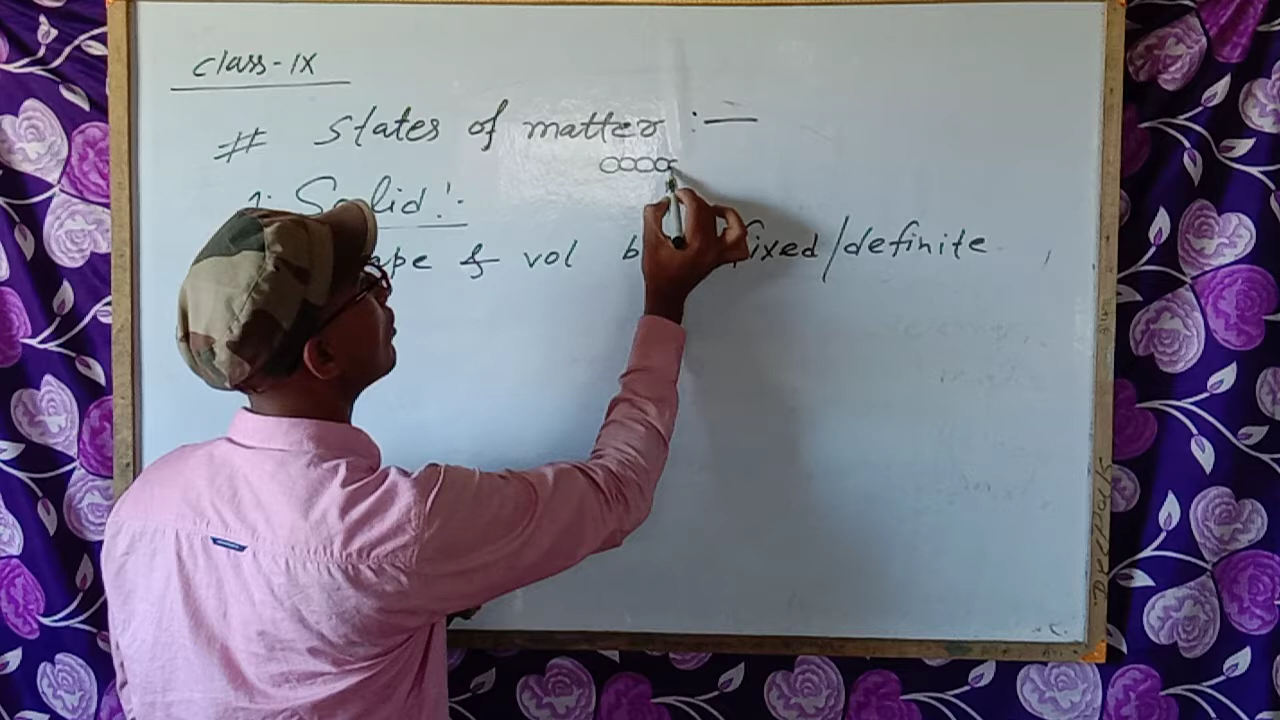 class-IX
# States of matter :—
1. Solid :-
ape & vol b fixed/definite